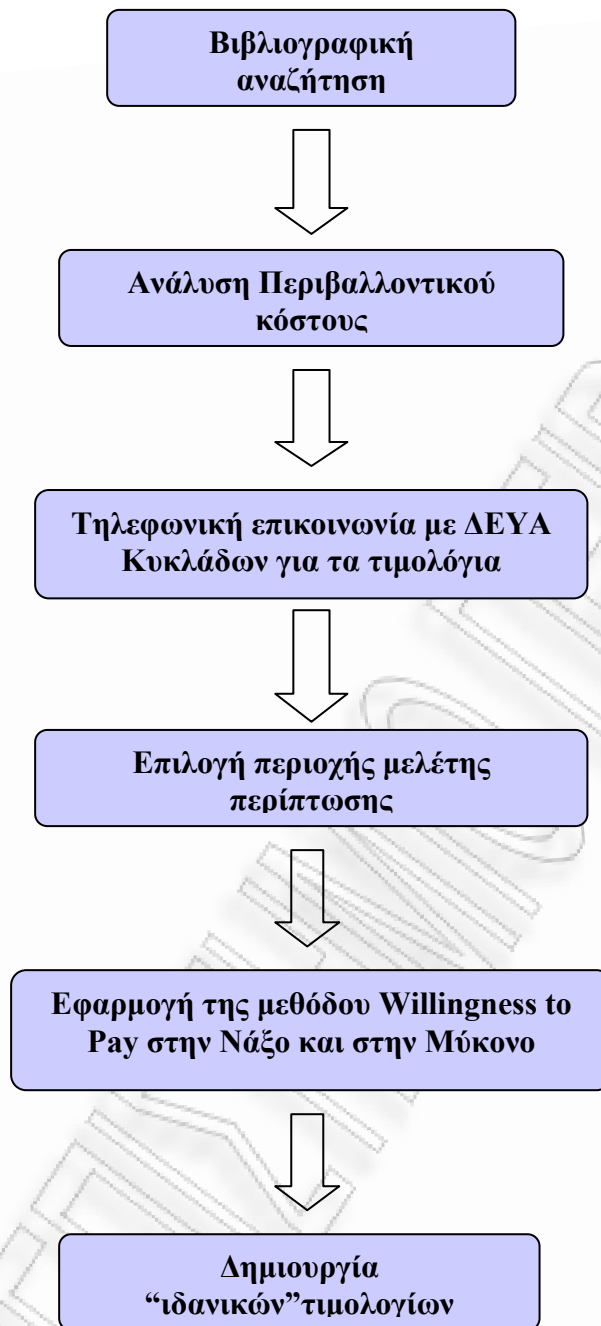 Βιβλιογραφική
αναζήτηση
Ανάλυση Περιβαλλοντικού
κόστους
Τηλεφωνική επικοινωνία με ΔΕΥΑ
Κυκλάδων για τα τιμολόγια
Επιλογή περιοχής μελέτης
περίπτωσης
Εφαρμογή της μεθόδου Willingness to
Pay στην Νάξο και στην Μύκονο
Δημιουργία
“ιδανικών”τιμολογίων